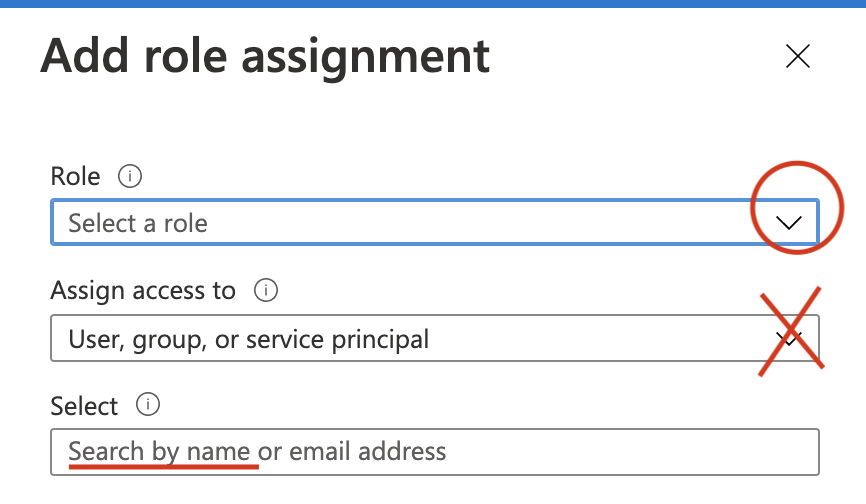 Add role assignment
Role
Select a role
Assign access to
User, group, or service principal
Select
Search by name or email address